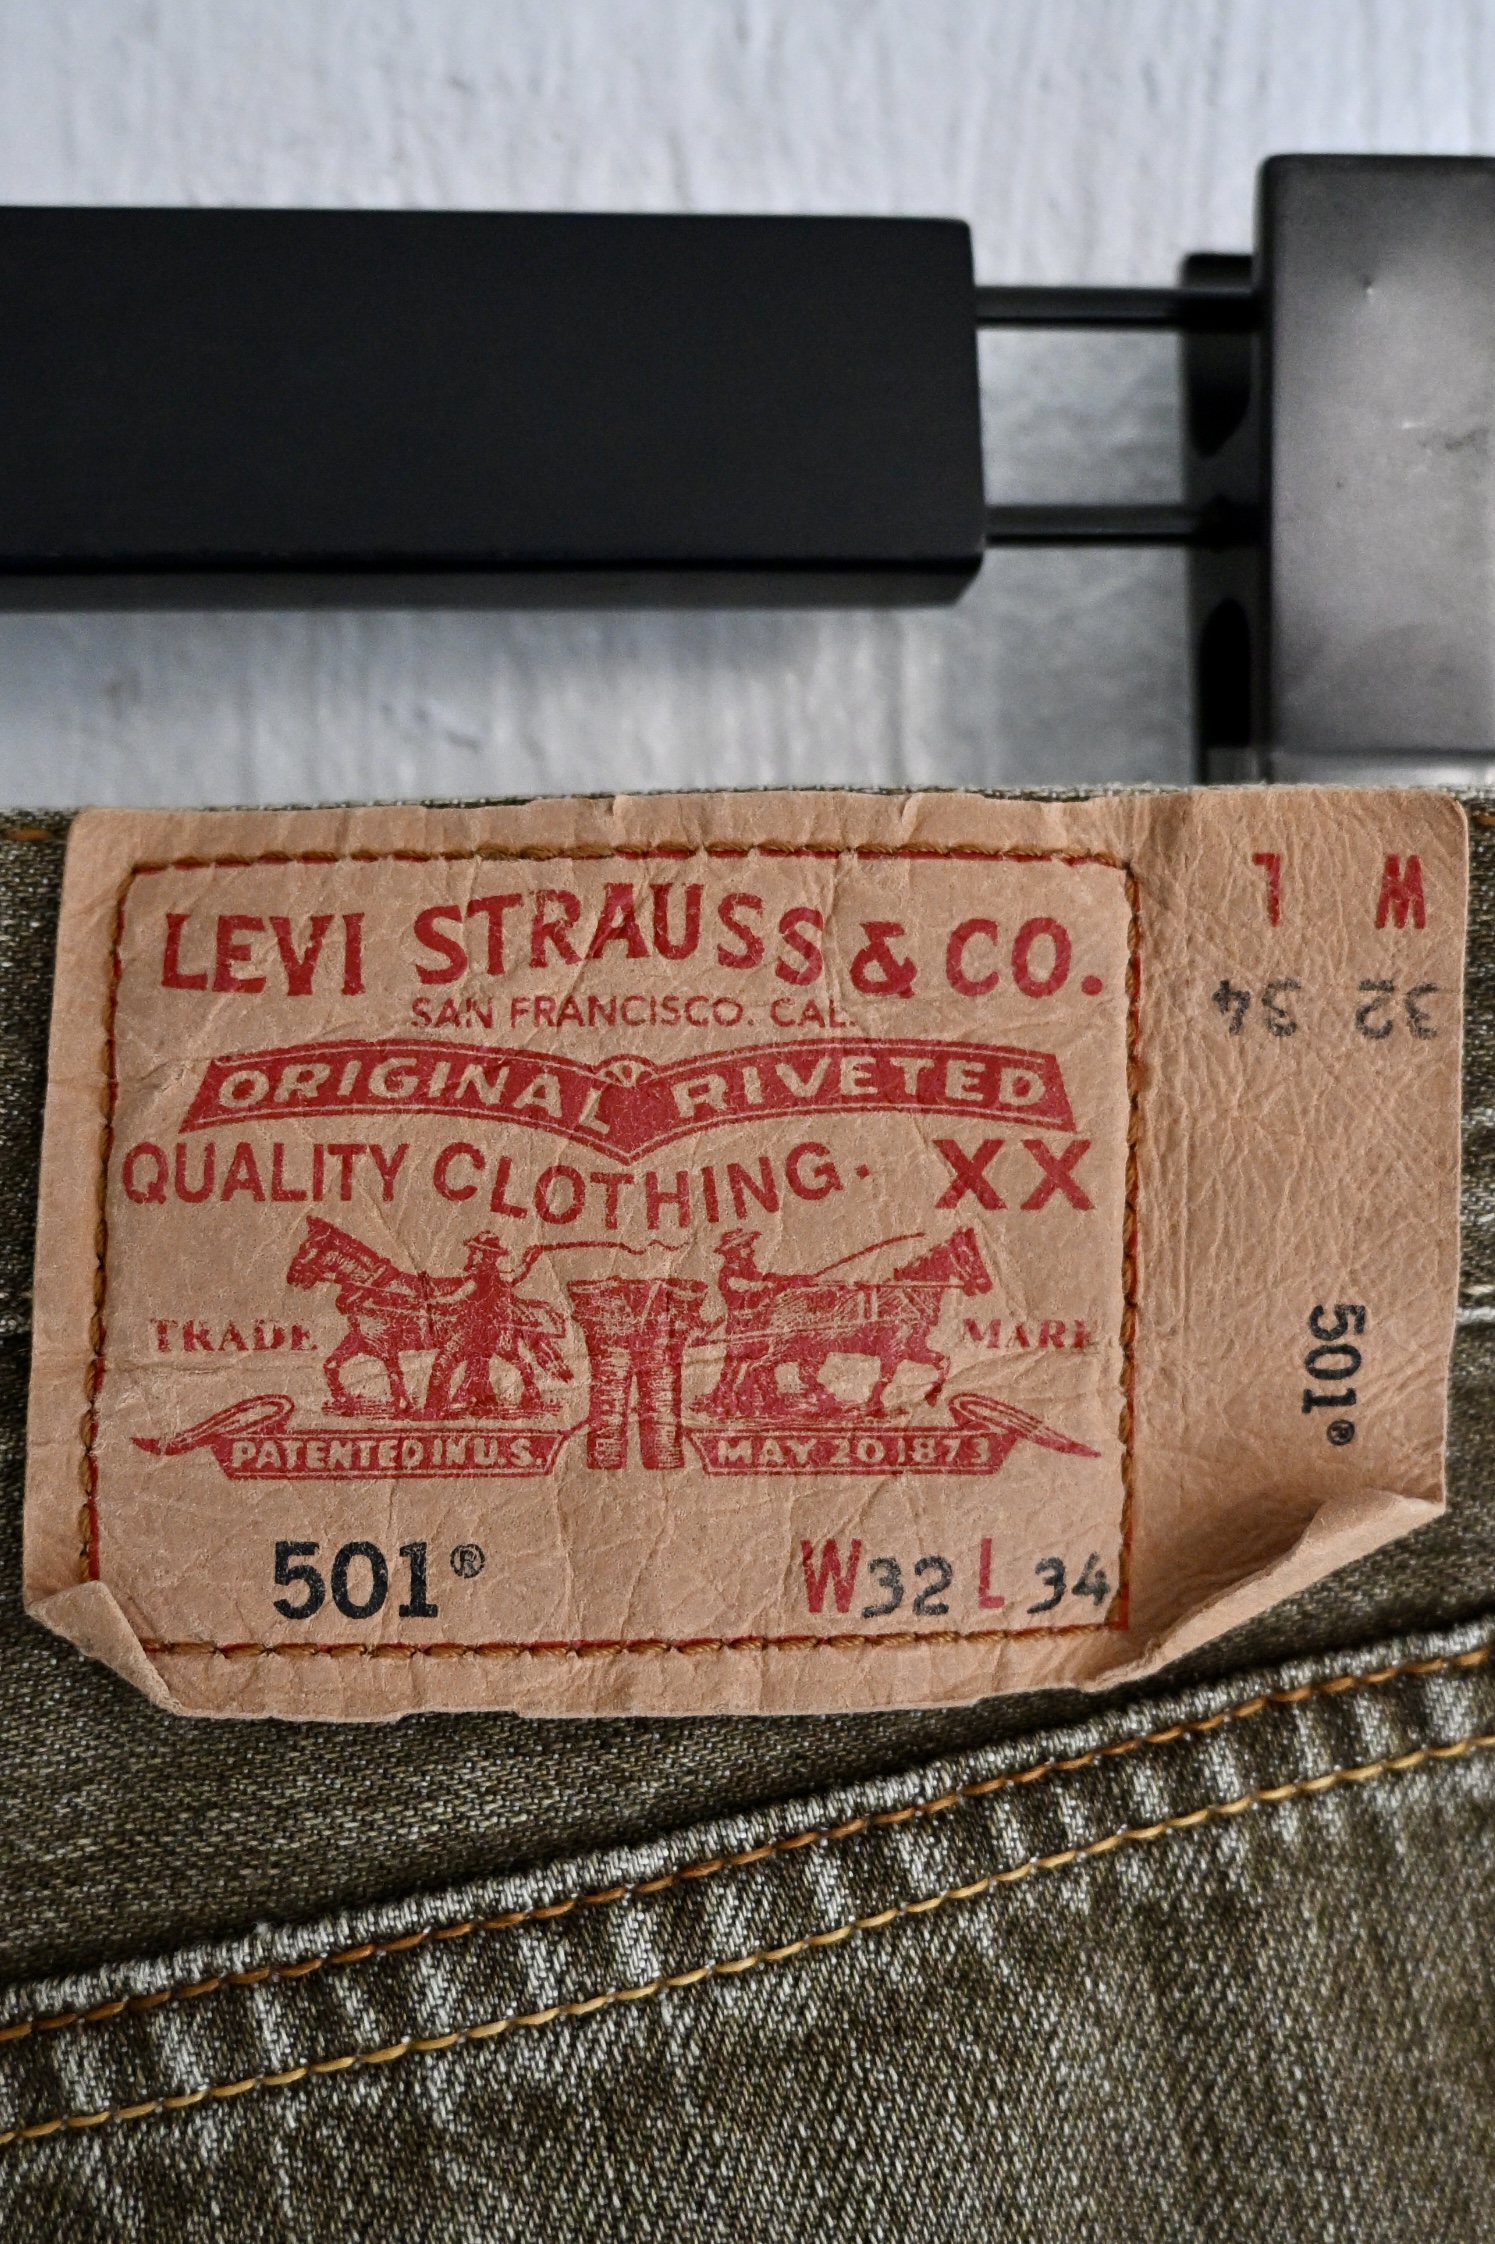 LEVI STRAUSS & CO.
SAN FRANCISCO. CAL.
ORIGINAL RIVETED
QUALITY CLOTHING. XX
TRADE MARK
PATENTED IN U.S. MAY 20 1873
501® W32 L 34
W L
32 34
501®